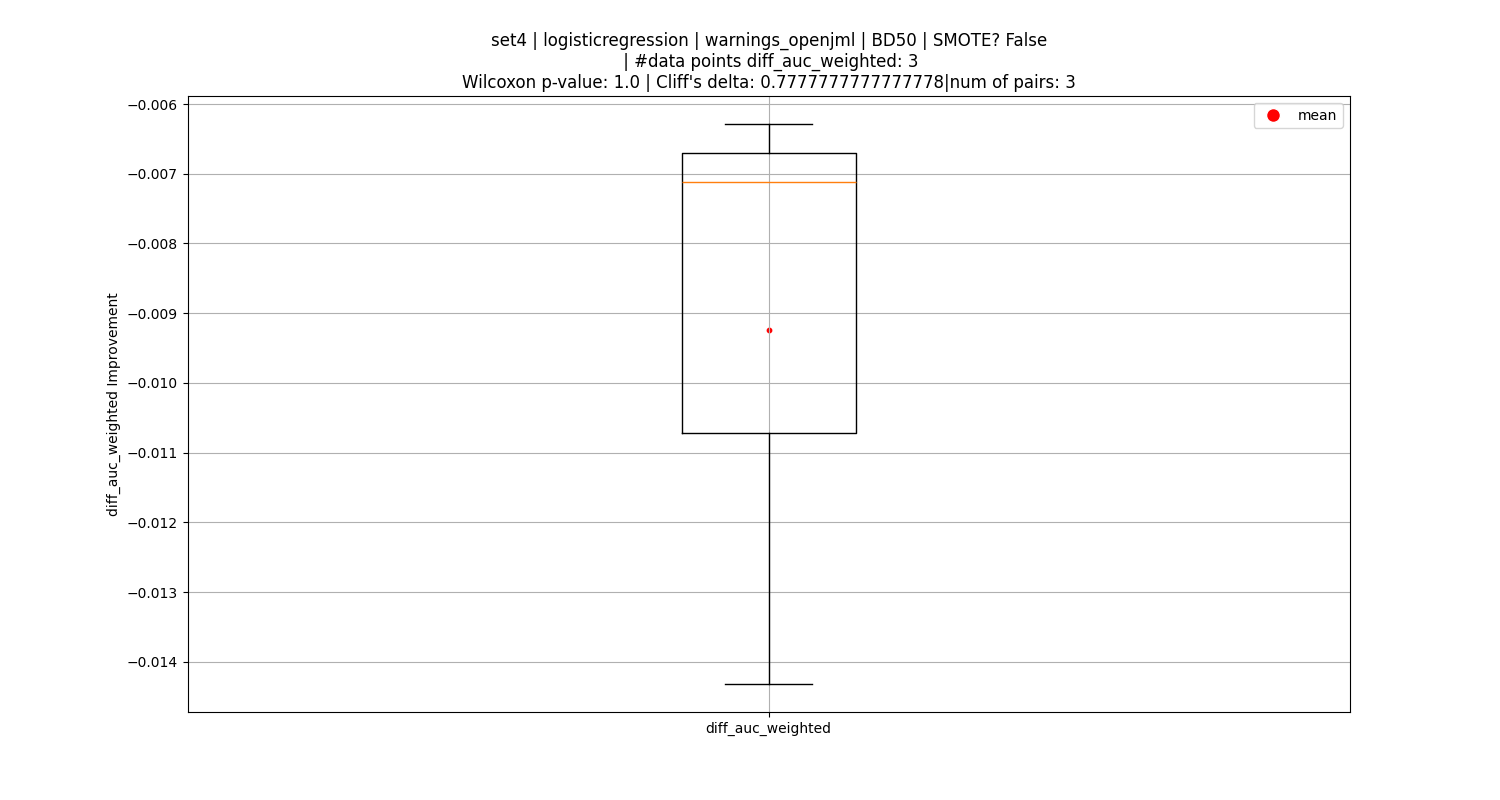 set4 | logisticregression | warnings_openjml | BD50 | SMOTE? False
| #data points diff_auc_weighted: 3
Wilcoxon p-value: 1.0 | Cliff's delta: 0.7777777777777778|num of pairs: 3
mean
−0.006
−0.007
−0.008
−0.009
−0.010
−0.011
−0.012
−0.013
−0.014
diff_auc_weighted Improvement
diff_auc_weighted